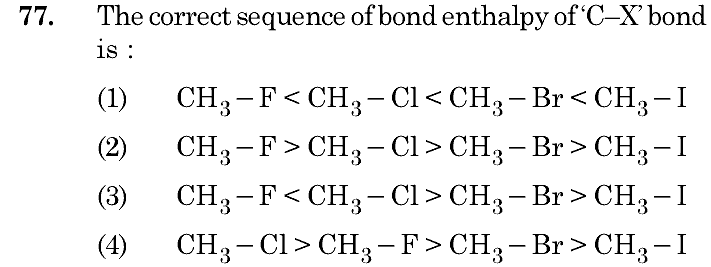 77. The correct sequence of bond enthalpy of ‘C–X’ bond
is :
(1) CH₃ – F < CH₃ – Cl < CH₃ – Br < CH₃ – I
(2) CH₃ – F > CH₃ – Cl > CH₃ – Br > CH₃ – I
(3) CH₃ – F < CH₃ – Cl > CH₃ – Br > CH₃ – I
(4) CH₃ – Cl > CH₃ – F > CH₃ – Br > CH₃ – I